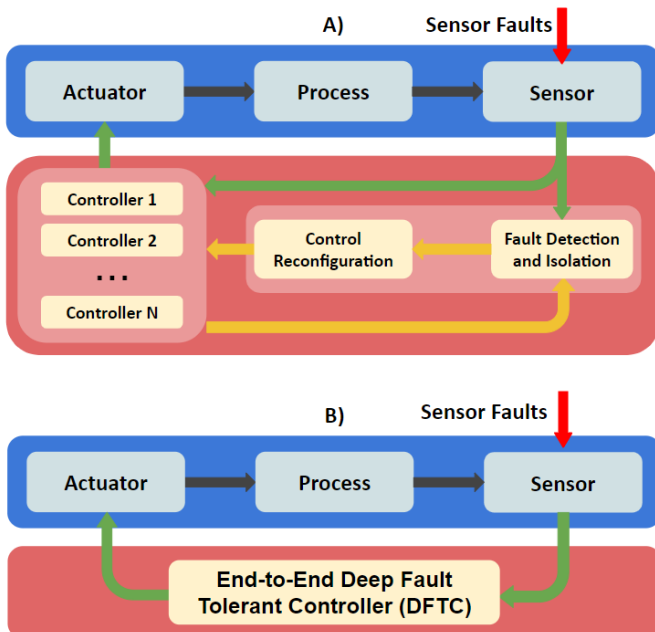 A)
Sensor Faults
Actuator
Process
Sensor
Controller 1
Controller 2
...
Controller N
Control
Reconfiguration
Fault Detection
and Isolation
B)
Sensor Faults
Actuator
Process
Sensor
End-to-End Deep Fault
Tolerant Controller (DFTC)